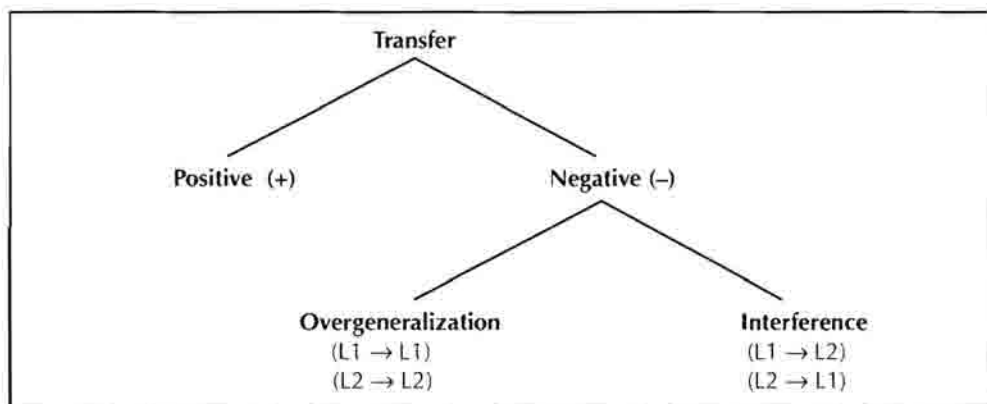 Transfer
Positive (+)
Negative (–)
Overgeneralization
(L1 → L1)
(L2 → L2)
Interference
(L1 → L2)
(L2 → L1)